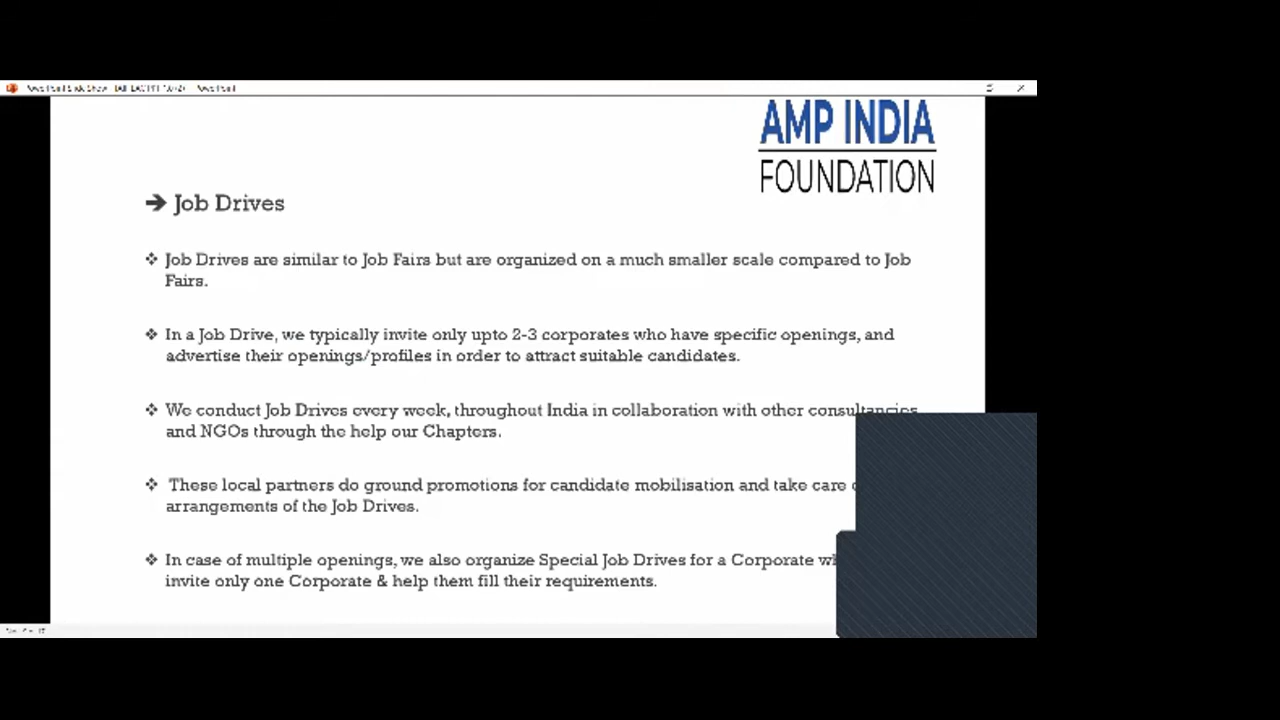 AMP INDIA
FOUNDATION
➔ Job Drives
❖ Job Drives are similar to Job Fairs but are organized on a much smaller scale compared to Job
Fairs.
❖ In a Job Drive, we typically invite only upto 2-3 corporates who have specific openings, and
advertise their openings/profiles in order to attract suitable candidates.
❖ We conduct Job Drives every week, throughout India in collaboration with other consultancies
and NGOs through the help our Chapters.
❖ These local partners do ground promotions for candidate mobilisation and take care
arrangements of the Job Drives.
❖ In case of multiple openings, we also organize Special Job Drives for a Corporate
invite only one Corporate & help them fill their requirements.